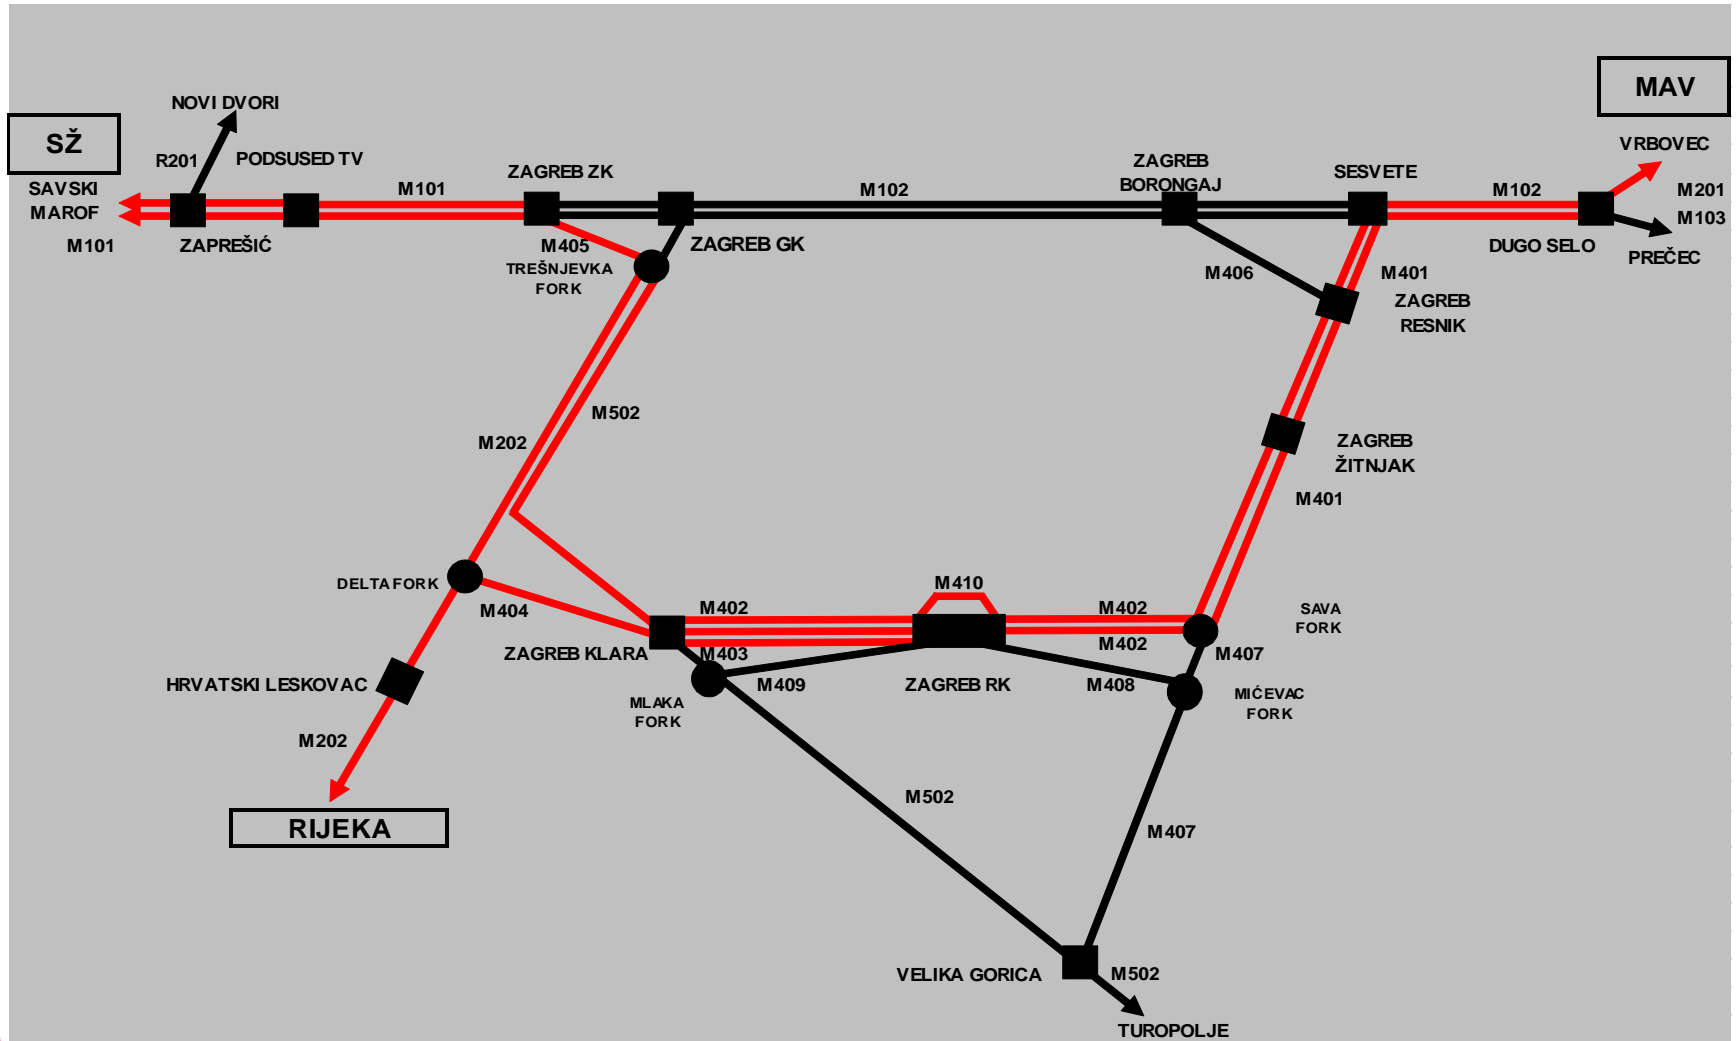 MAV
NOVI DVORI
SŽ
R201
PODSUSED TV
ZAGREB ZK
ZAGREB
BORONGAJ
SESVETE
VRBOVEC
SAVSKI
MAROF
M101
M102
M102
M201
M103
M101
ZAPREŠIĆ
M405
TREŠNJEVKA
FORK
ZAGREB GK
M406
M401
DUGO SELO
PREČEC
ZAGREB
RESNIK
M502
M202
ZAGREB
ŽITNJAK
M401
DELTA FORK
M404
M402
M410
M402
SAVA
FORK
ZAGREB KLARA
M403
M402
M407
HRVATSKI LESKOVAC
MLAKA
FORK
M409
ZAGREB RK
M408
MIĆEVAC
FORK
M202
M502
RIJEKA
M407
VELIKA GORICA
M502
TUROPOLJE